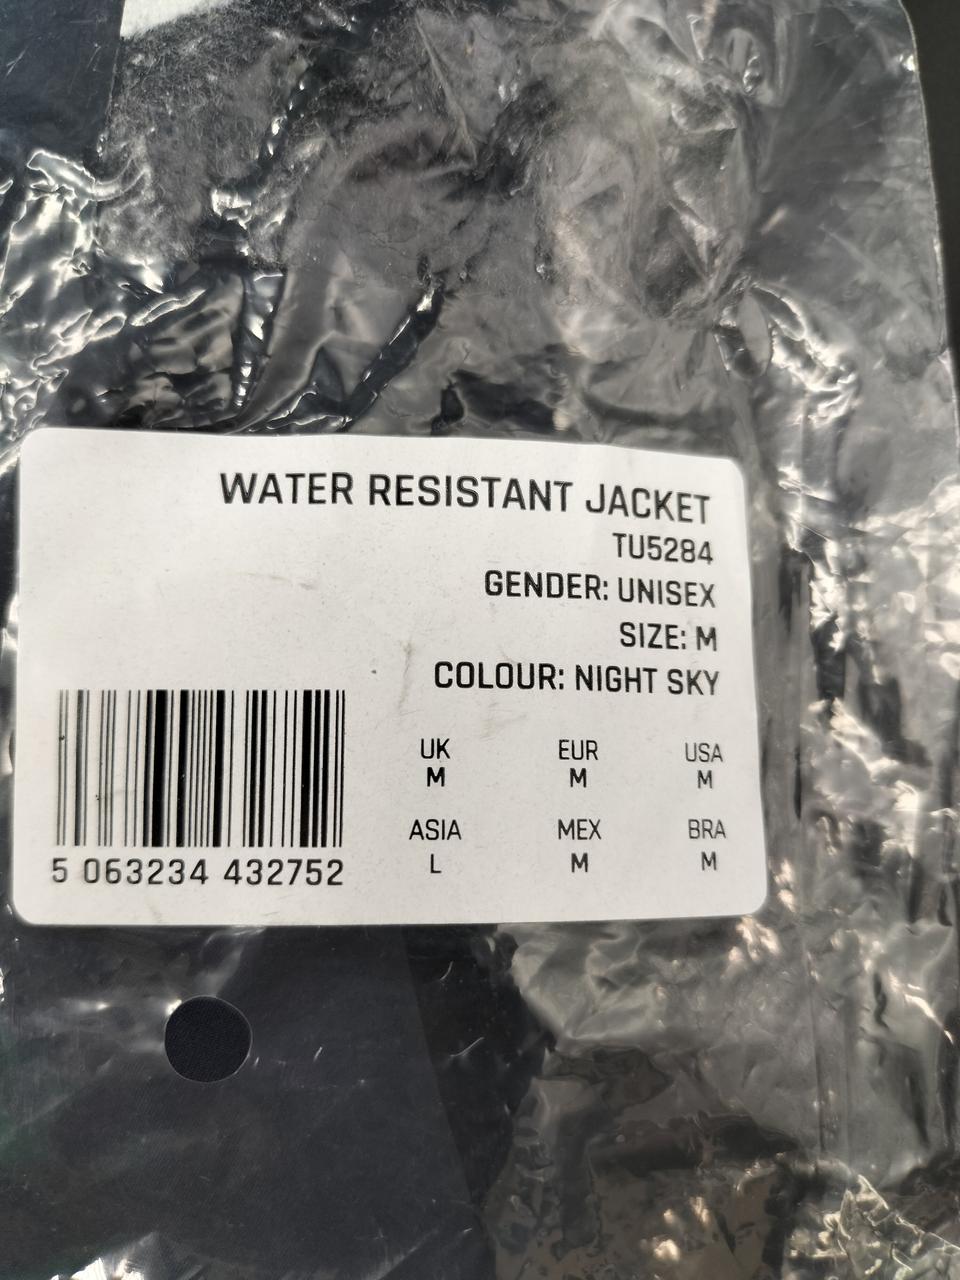 WATER RESISTANT JACKET
TU5284
GENDER: UNISEX
SIZE: M
COLOUR: NIGHT SKY
UK EUR USA
M M M
ASIA MEX BRA
L M M
5 063234 432752